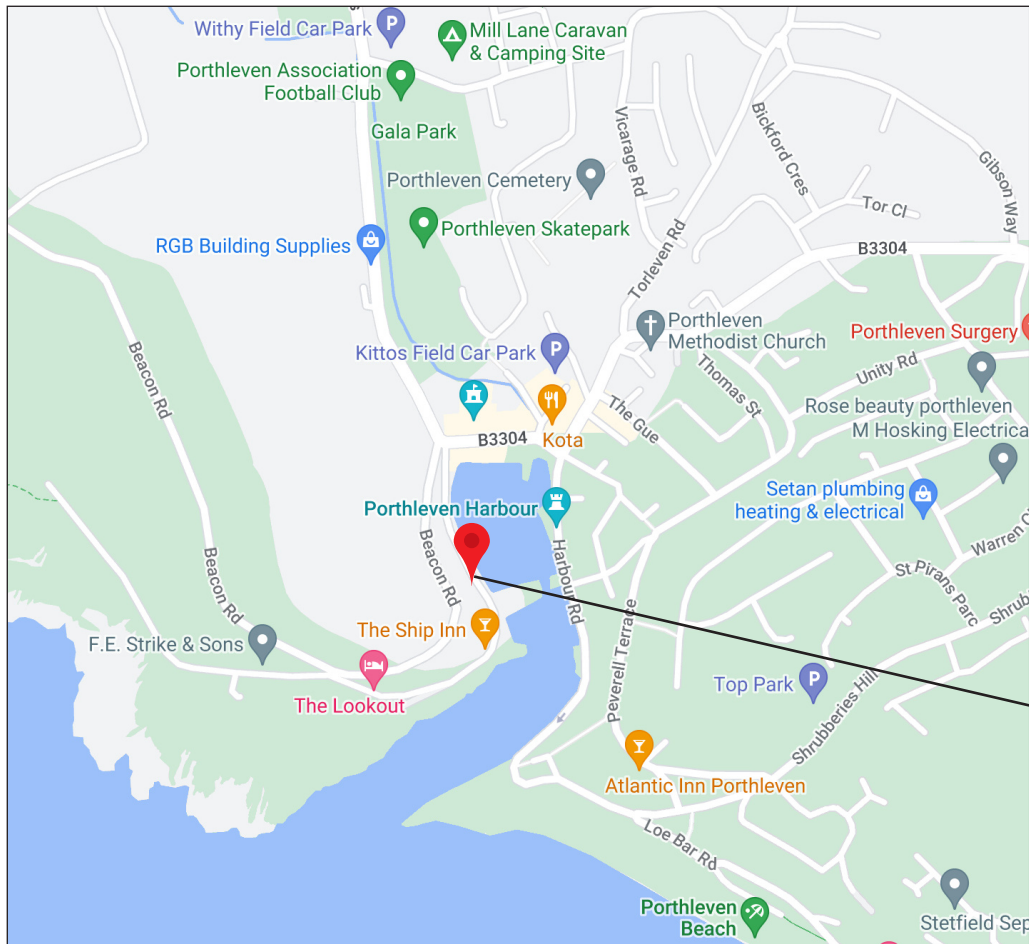 Withy Field Car Park
Mill Lane Caravan
& Camping Site
Porthleven Association
Football Club
Gala Park
Vicarage Rd
Bickford Cres
Gibson Way
Porthleven Cemetery
Tor Cl
Porthleven Skatepark
RGB Building Supplies
Torleven Rd
B3304
Porthleven
Methodist Church
Porthleven Surgery
Kittos Field Car Park
Beacon Rd
Thomas St
Unity Rd
The Gue
Rose beauty porthleven
M Hosking Electrica
Kota
B3304
Setan plumbing
heating & electrical
Porthleven Harbour
Beacon Rd
Beacon Rd
Harbour Rd
Warren C
St Pirans Parc
Shrub
The Ship Inn
F.E. Strike & Sons
Peverell Terrace
Top Park
The Lookout
Shrubberies Hill
Atlantic Inn Porthleven
Loe Bar Rd
Porthleven
Beach
Stetfield Sep